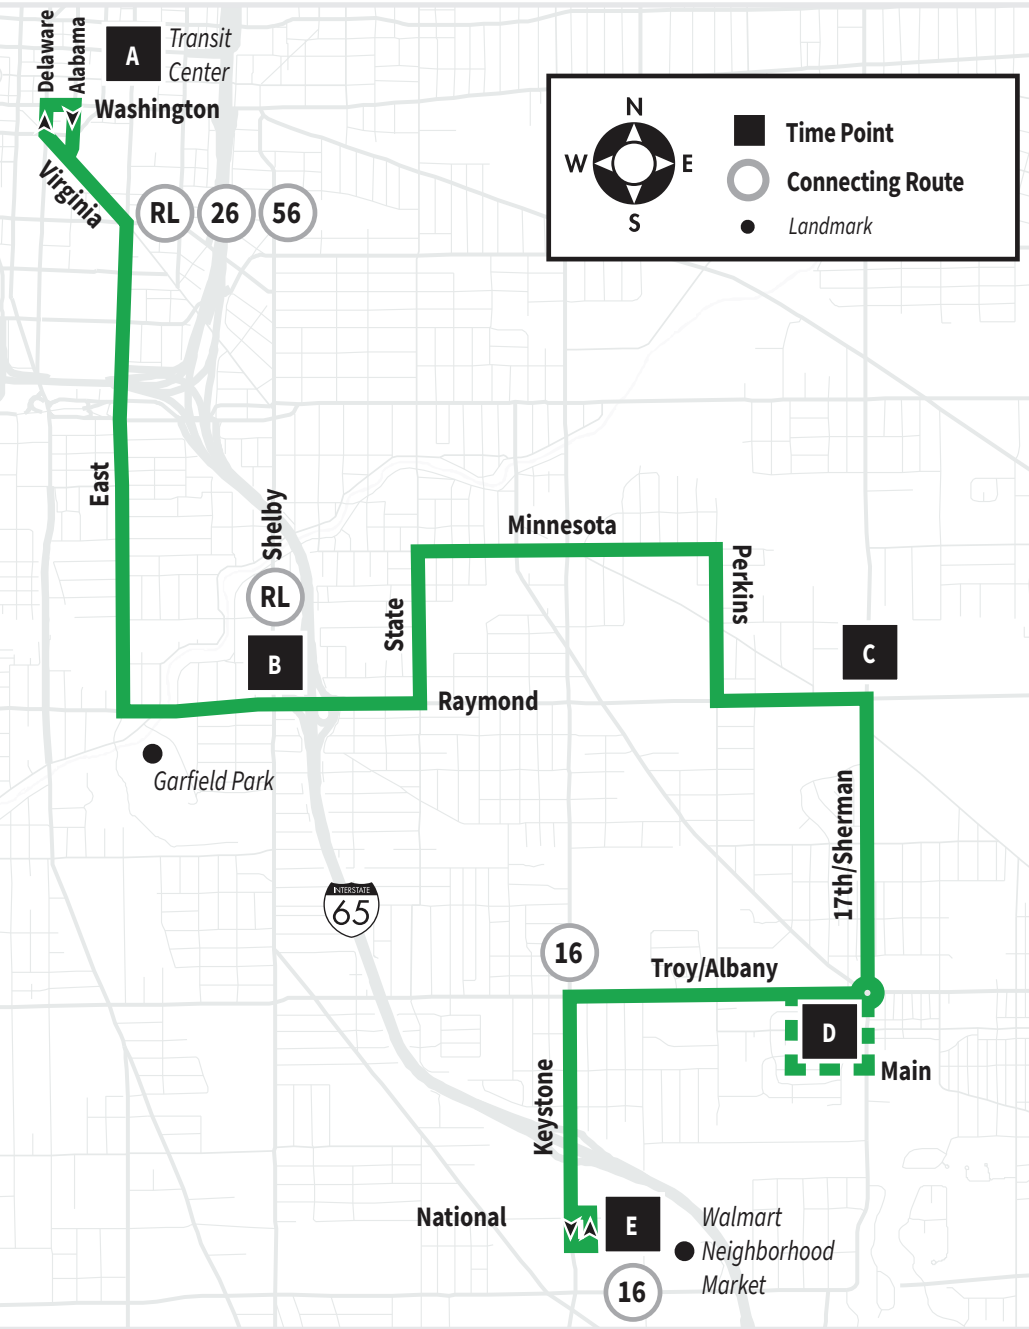 Delaware
Alabama
A
Transit
Center
Washington
Virginia
RL
26
56
N
W
E
S
Time Point
Connecting Route
Landmark
East
Shelby
RL
B
State
Minnesota
Perkins
C
Raymond
Garfield Park
17th/Sherman
INTERSTATE
65
16
Troy/Albany
D
Main
Keystone
National
E
Walmart
Neighborhood
Market
16